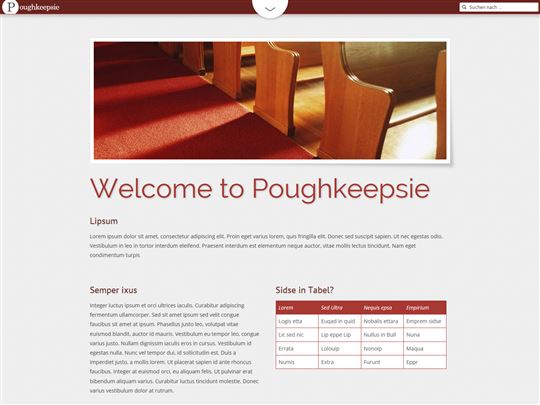 Poughkeepsie
Suchen nach ...
Welcome to Poughkeepsie
Lipsum
Lorem ipsum dolor sit amet, consectetur adipiscing elit. Proin eget varius lorem, quis fringilla elit. Donec sed suscipit sapien. Ut nec egestas odio.
Vestibulum in leo in tortor interdum eleifend. Praesent interdum est elementum neque auctor, vitae mollis lectus tincidunt. Nam eget
condimentum turpis
Semper ixus
Integer luctus ipsum et orci ultrices iaculis. Curabitur adipiscing
fermentum ullamcorper. Sed sit amet ipsum sed velit congue
faucibus sit amet at ipsum. Phasellus justo leo, volutpat vitae
euismod blandit, auctor id mauris. Vestibulum eu tempor leo, congue
varius justo. Nullam dignissim iaculis eros in cursus. Vestibulum id
egestas nulla. Nunc vel tempor dui, id sollicitudin est. Duis a
imperdiet justo, a mollis lorem. Ut placerat sapien id ante rhoncus
faucibus. Integer at euismod orci, eu aliquam felis. Ut pulvinar erat
bibendum aliquam varius. Curabitur luctus tincidunt molestie. Donec
varius vestibulum dolor at rutrum.
Sidse in Tabel?
Lorem Sed Ultra Nequis epsa Empirium
Logis etta Euqad in quid Nobalis ettara Emprom sidse
Lic sed nic Lip eppe Lip Nullus in Bull Nuna
Errata Lolouip Nonoip Maqua
Numis Extra Furunt Eppr